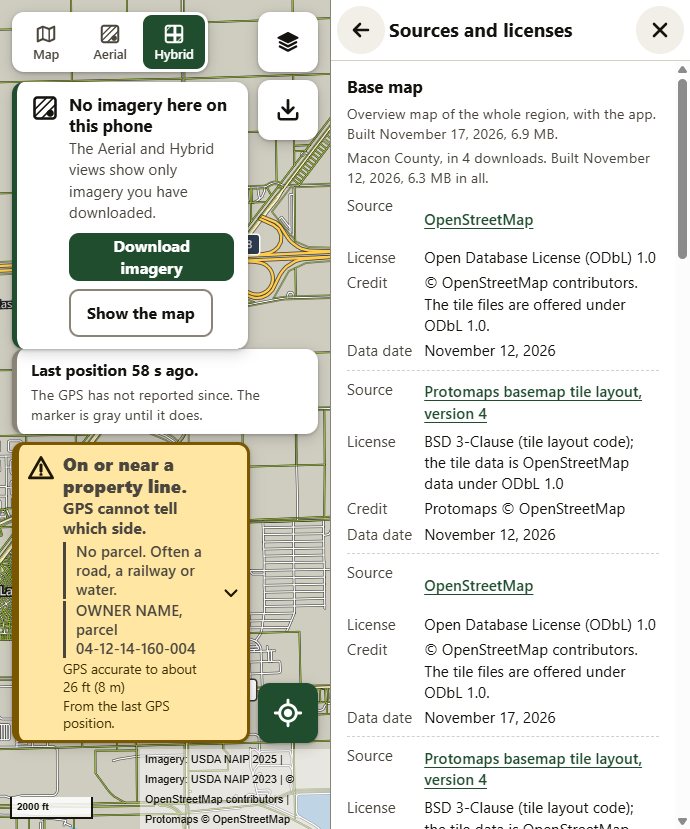 Map
Aerial
Hybrid
No imagery here on
this phone
The Aerial and Hybrid
views show only
imagery you have
downloaded.
Download
imagery
Show the map
Last position 58 s ago.
The GPS has not reported since. The
marker is gray until it does.
On or near a
property line.
GPS cannot tell
which side.
No parcel. Often a
road, a railway or
water.
OWNER NAME,
parcel
04-12-14-160-004
GPS accurate to about
26 ft (8 m)
From the last GPS
position.
Imagery: USDA NAIP 2025 |
Imagery: USDA NAIP 2023 | ©
OpenStreetMap contributors |
Protomaps © OpenStreetMap
2000 ft
Sources and licenses
Base map
Overview map of the whole region, with the app.
Built November 17, 2026, 6.9 MB.
Macon County, in 4 downloads. Built November
12, 2026, 6.3 MB in all.
Source
OpenStreetMap
License Open Database License (ODbL) 1.0
Credit © OpenStreetMap contributors.
The tile files are offered under
ODbL 1.0.
Data date November 12, 2026
Source Protomaps basemap tile layout,
version 4
License BSD 3-Clause (tile layout code);
the tile data is OpenStreetMap
data under ODbL 1.0
Credit Protomaps © OpenStreetMap
Data date November 12, 2026
Source
OpenStreetMap
License Open Database License (ODbL) 1.0
Credit © OpenStreetMap contributors.
The tile files are offered under
ODbL 1.0.
Data date November 17, 2026
Source Protomaps basemap tile layout,
version 4
License BSD 3-Clause (tile layout code);
the tile data is OpenStreetMap